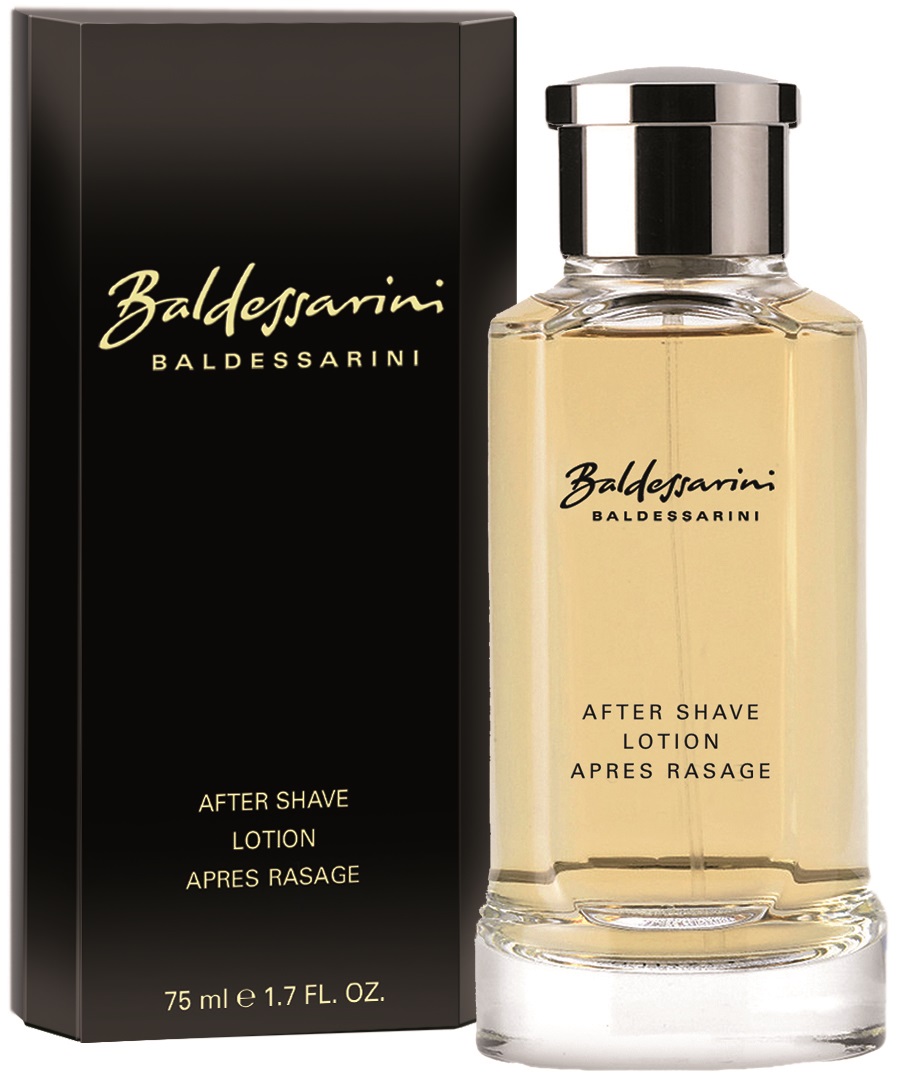 Baldessarini
BALDESSARINI
AFTER SHAVE
LOTION
APRES RASAGE
75 ml ℮ 1.7 FL. OZ.
Baldessarini
BALDESSARINI
AFTER SHAVE
LOTION
APRES RASAGE